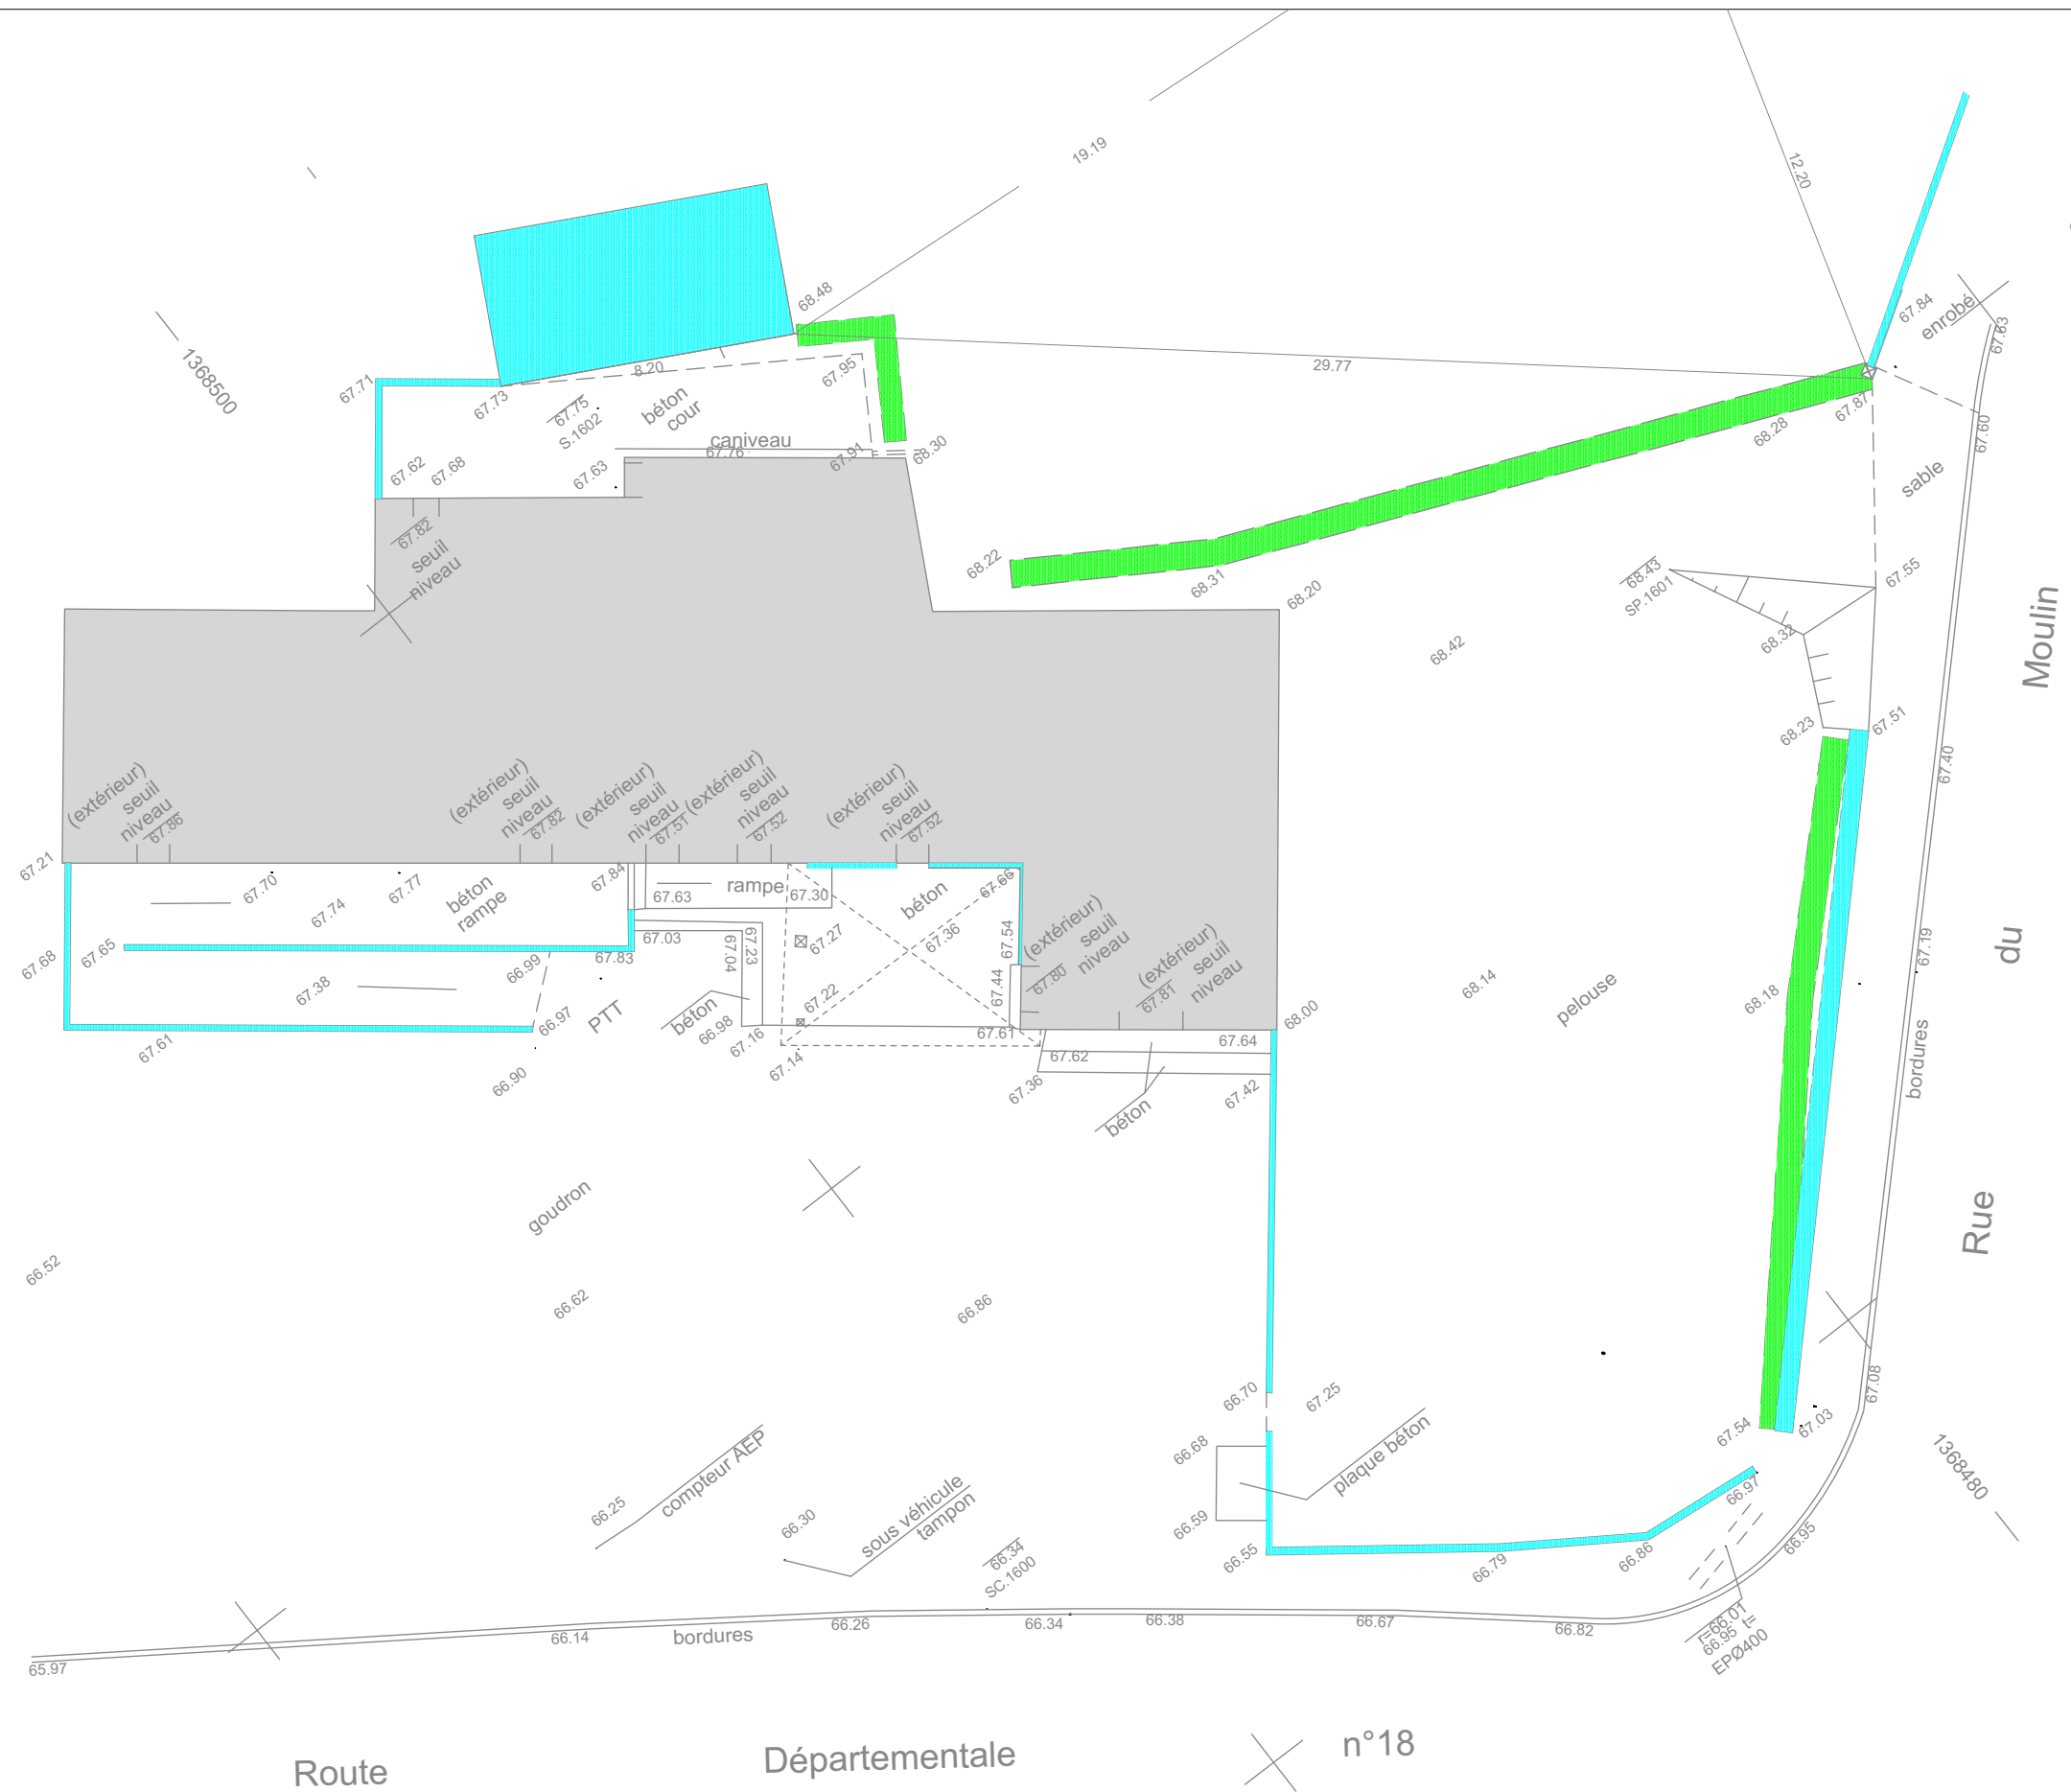 19.19
12.20
1368500
68.48
67.84
enrobé
67.63
67.71
8.20
67.95
29.77
67.73
67.75
S.1602
béton
cour
67.87
68.28
67.60
caniveau
67.76
67.91
68.30
67.62
67.68
67.63
sable
67.82
seuil
niveau
68.22
68.31
68.20
68.43
SP.1601
67.55
68.32
68.42
Moulin
68.23
67.51
67.40
(extérieur)
seuil
niveau
67.86
(extérieur)
seuil
niveau
67.82
(extérieur)
seuil
niveau
67.51
(extérieur)
seuil
niveau
67.52
(extérieur)
seuil
niveau
67.52
67.21
67.70
67.74
67.77
béton
rampe
67.84
67.63
rampe
67.30
béton
67.66
67.68
67.65
67.38
66.99
67.83
67.03
67.04
67.23
67.27
67.36
67.54
67.44
(extérieur)
seuil
niveau
67.80
(extérieur)
seuil
niveau
67.81
68.14
pelouse
68.18
67.19
du
67.61
66.97
PTT
béton
66.98
67.16
67.22
67.14
67.61
67.62
67.64
68.00
66.90
67.36
67.42
béton
bordures
goudron
Rue
66.52
66.62
66.86
66.70
67.25
67.08
67.54
67.03
66.68
plaque béton
1368480
66.25
compteur AEP
66.30
sous véhicule
tampon
66.59
66.55
66.97
66.34
SC.1600
66.79
66.86
66.95
65.97
66.14
bordures
66.26
66.34
66.38
66.67
66.82
r=66.01
66.95 t=
EPØ400
Route
Départementale
n°18